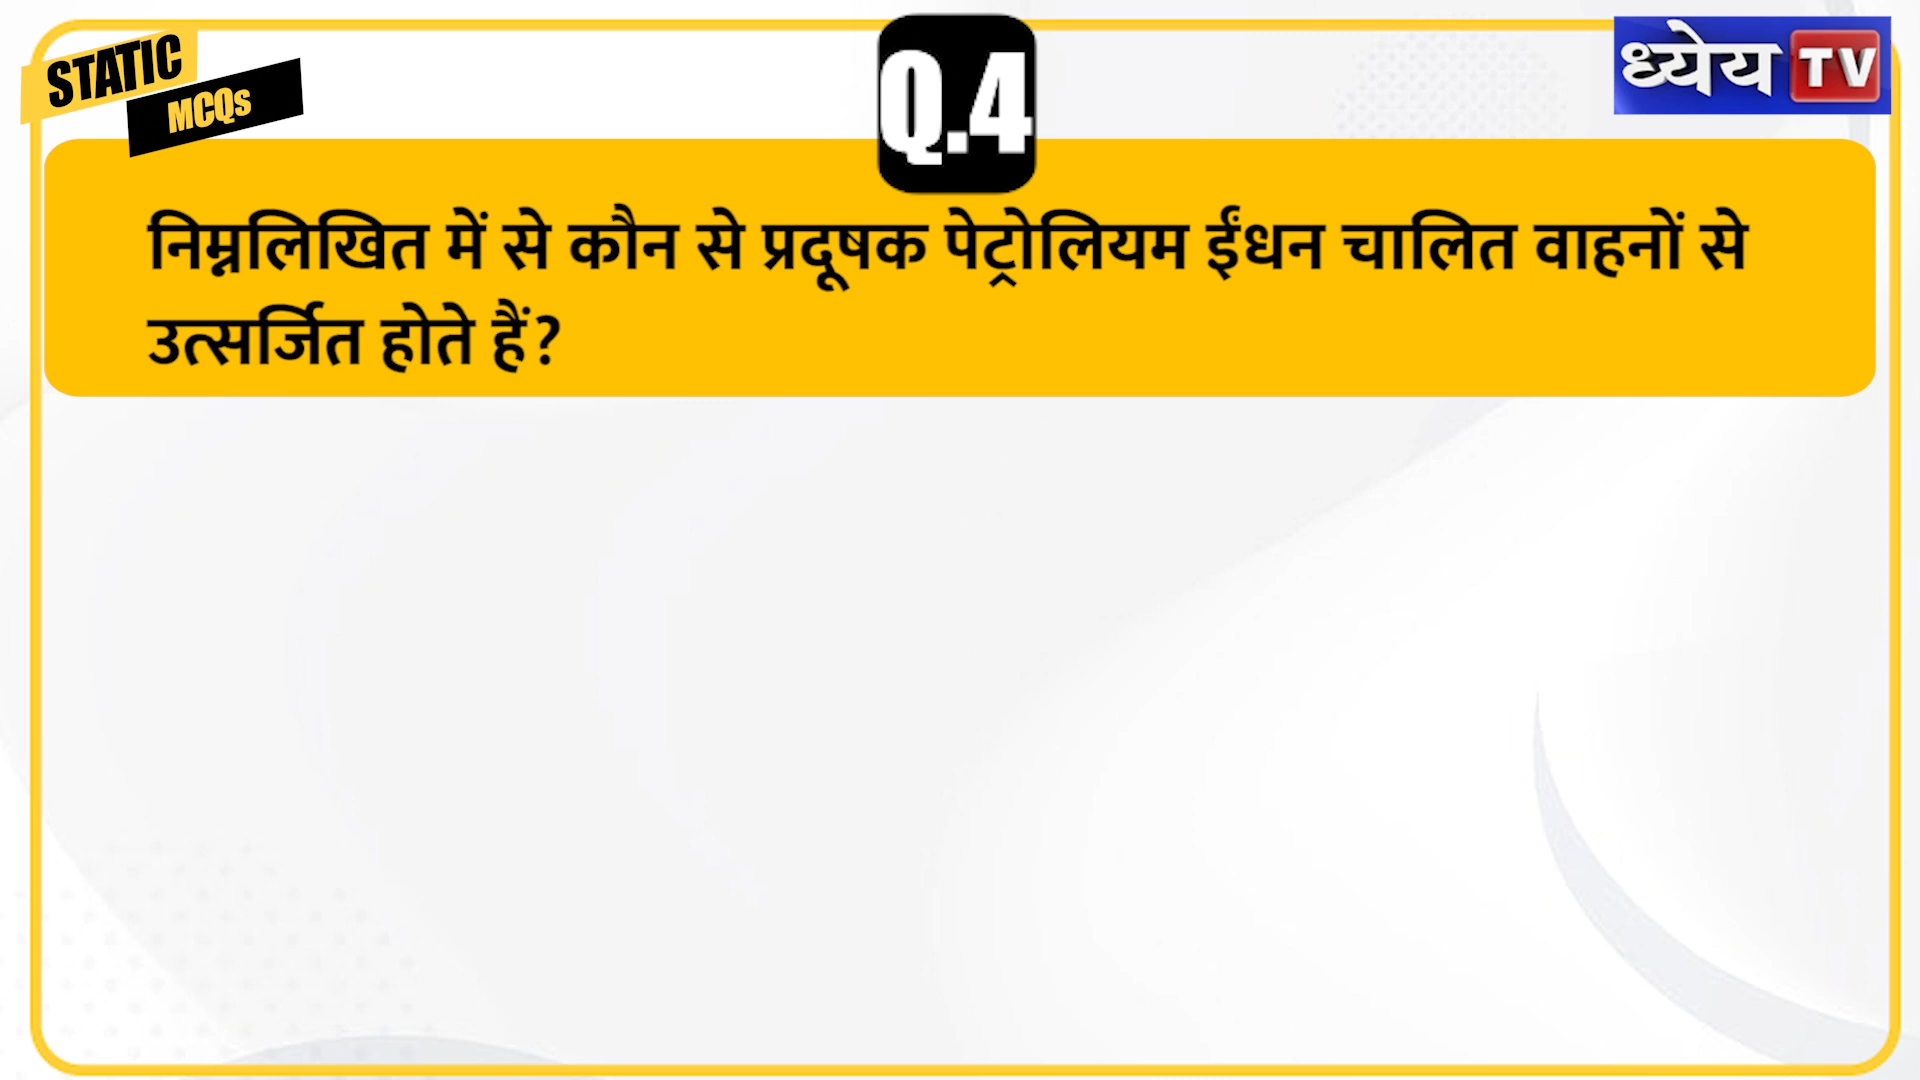 STATIC
MCQs
Q.4
ध्येय TV
निम्नलिखित में से कौन से प्रदूषक पेट्रोलियम ईंधन चालित वाहनों से
उत्सर्जित होते हैं?